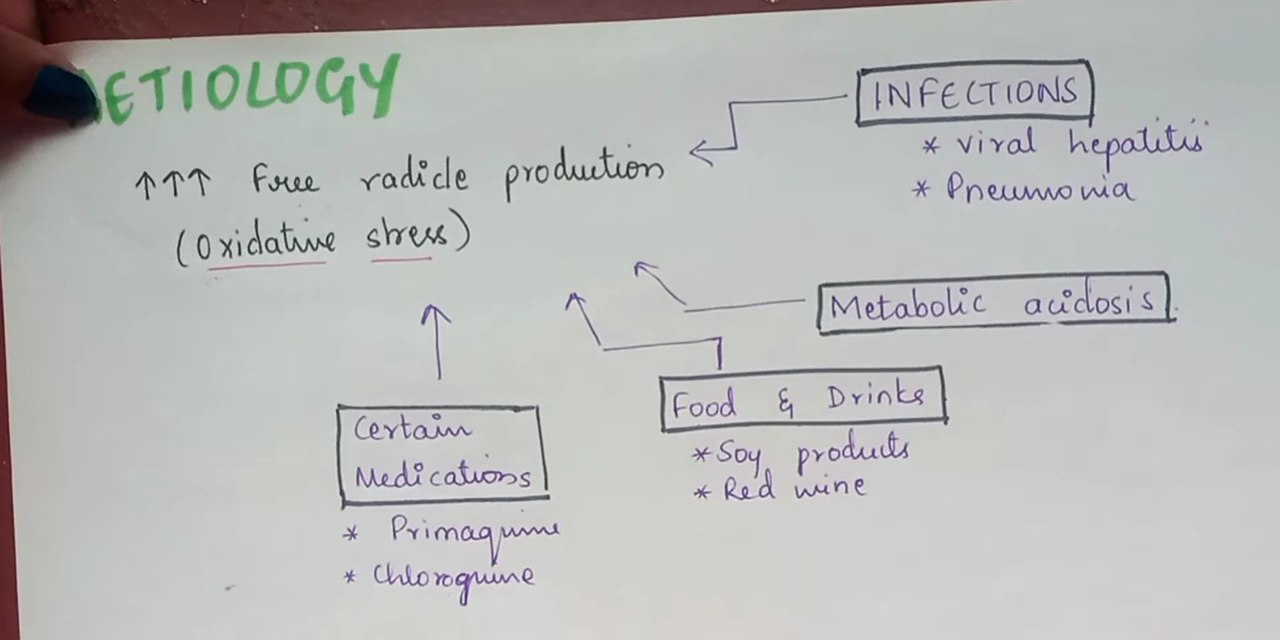 AETIOLOGY
↑↑↑ Free radicle production
(Oxidative stress)
INFECTIONS
* Viral hepatitis
* Pneumonia
Metabolic acidosis.
Food & Drinks
* Soy products
* Red wine
Certain
Medications
* Primaquine
* Chloroquine